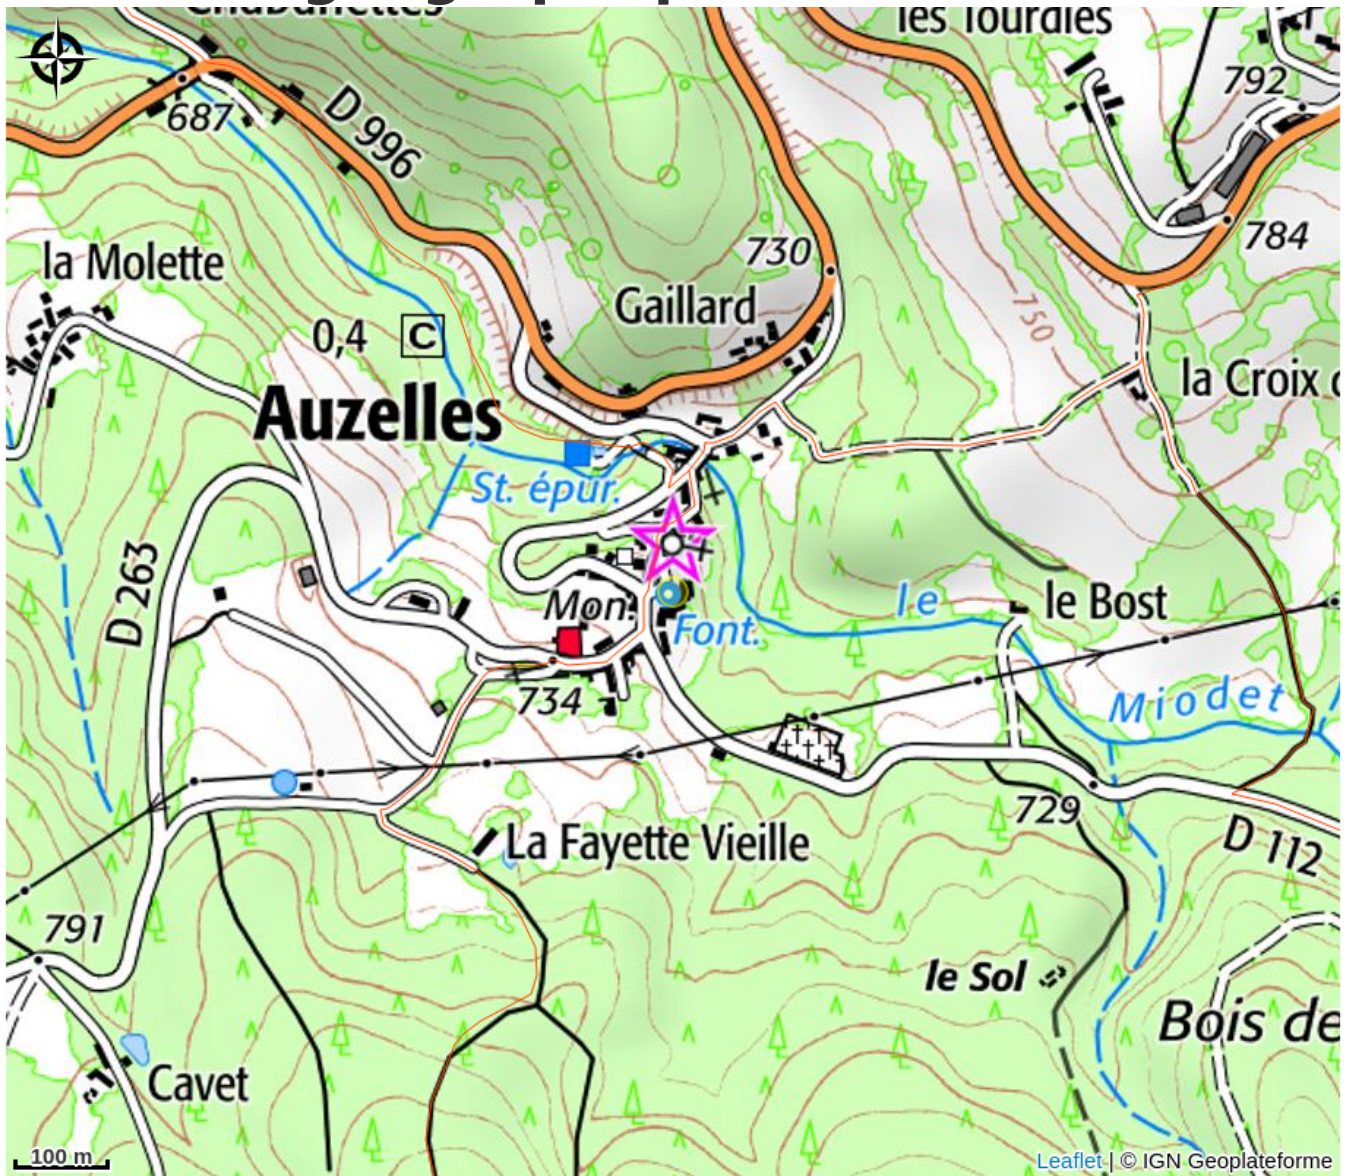 Chabanettes
les Tourdies
792
687
D 996
784
730
la Molette
Gaillard
750
0,4 C
la Croix
Auzelles
St. épur.
D 263
Mon.
Font.
le
le Bost
Miodet
734
729
La Fayette Vieille
D 112
791
le Sol
Bois de
Cavet
100 m
Leaflet | © IGN Geoplateforme